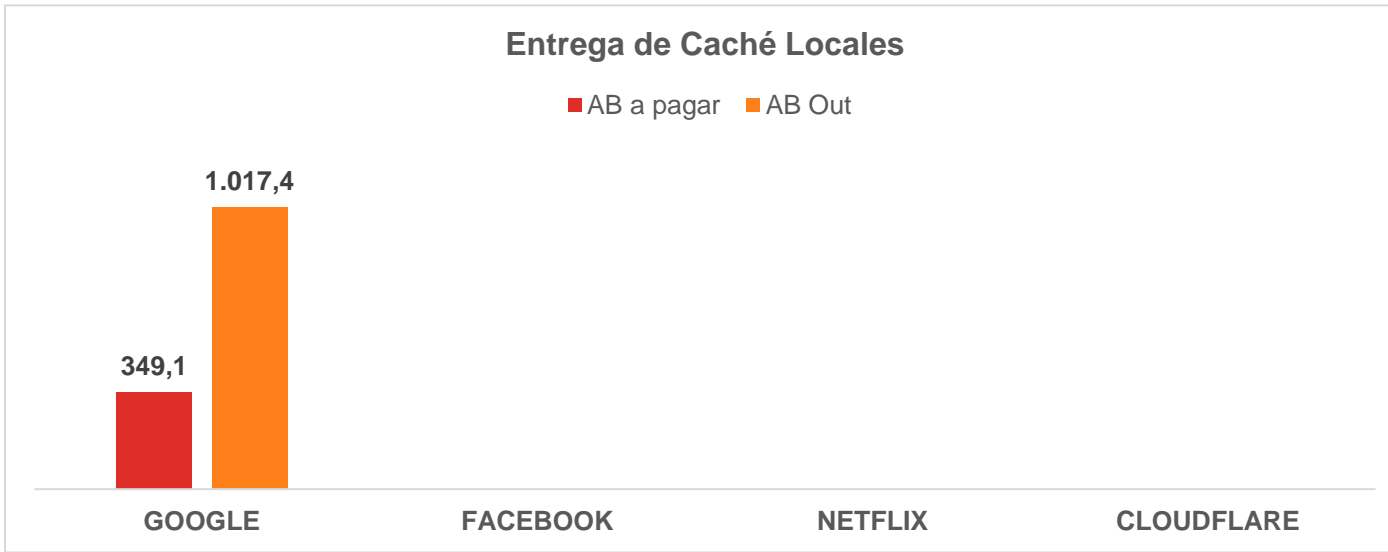 Entrega de Caché Locales
AB a pagar AB Out
1.017,4
349,1
GOOGLE FACEBOOK NETFLIX CLOUDFLARE